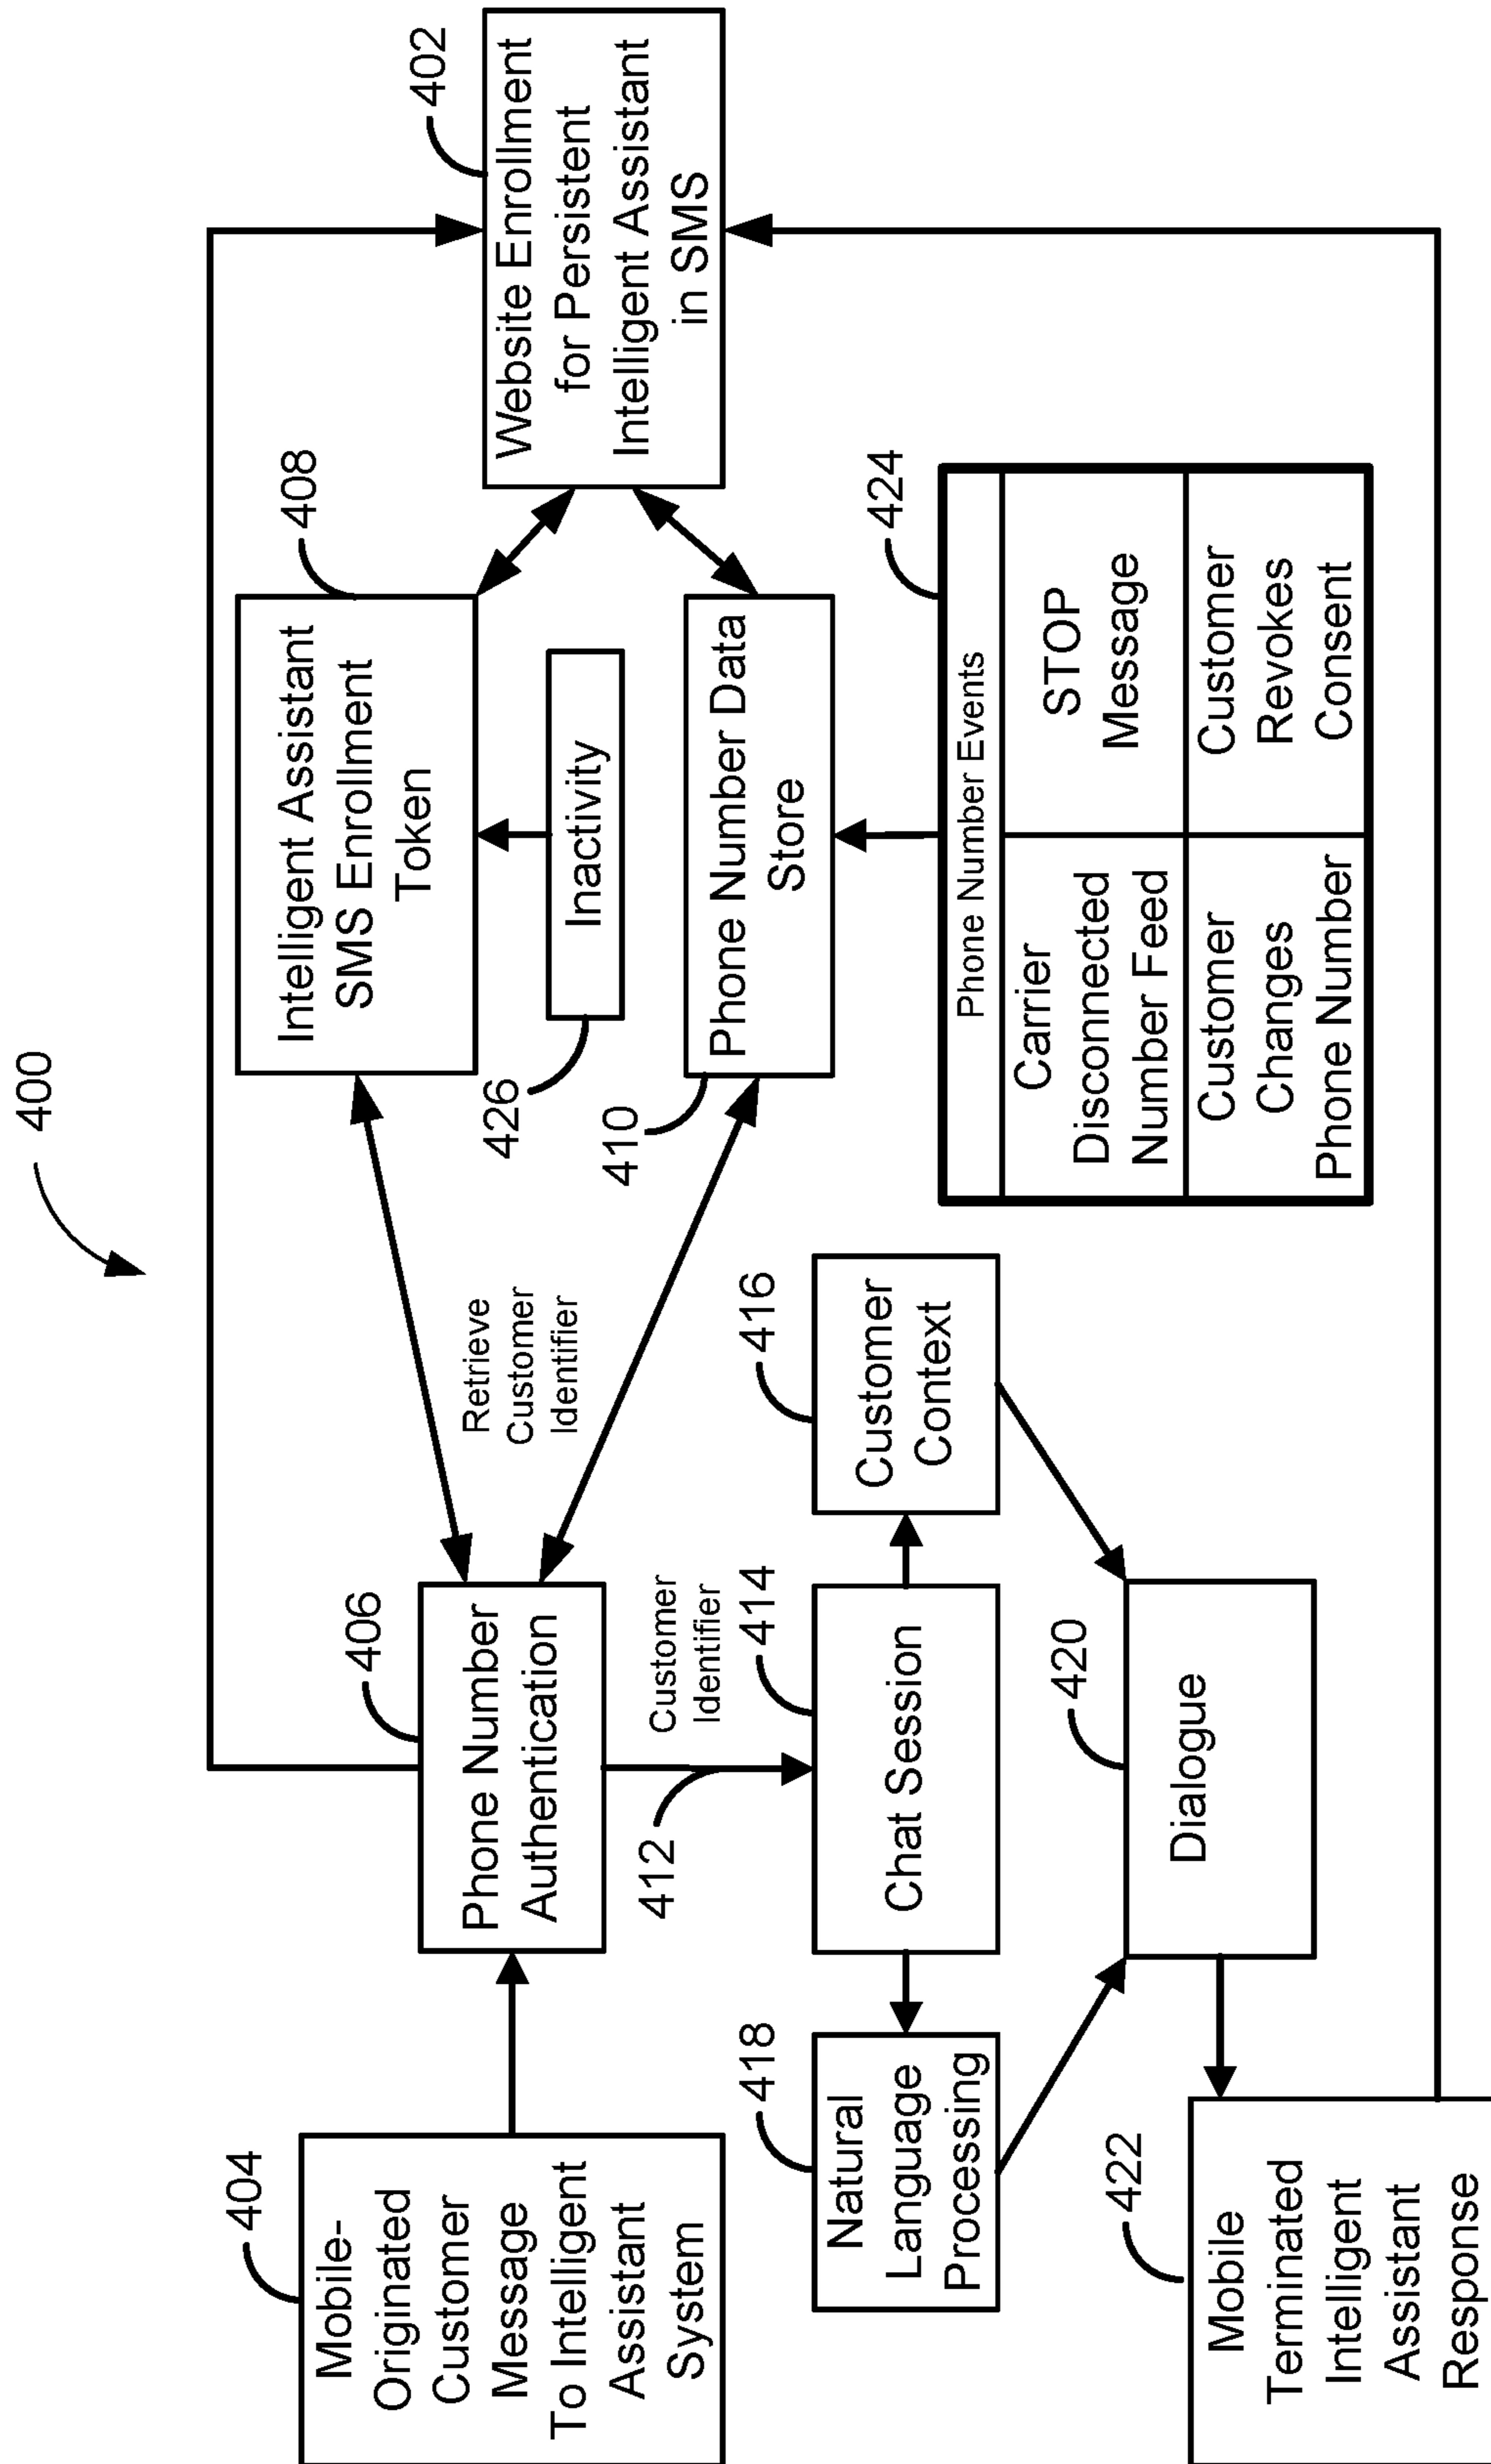 400
404
Mobile-
Originated
Customer
Message
To Intelligent
Assistant
System
406
Phone Number
Authentication
Retrieve
Customer
Identifier
408
Intelligent Assistant
SMS Enrollment
Token
426
Inactivity
410
Phone Number Data
Store
402
Website Enrollment
for Persistent
Intelligent Assistant
in SMS
412
Customer
Identifier
414
Chat Session
416
Customer
Context
418
Natural
Language
Processing
420
Dialogue
422
Mobile
Terminated
Intelligent
Assistant
Response
424
Phone Number Events
Carrier
Disconnected
Number Feed
STOP
Message
Customer
Changes
Phone Number
Customer
Revokes
Consent